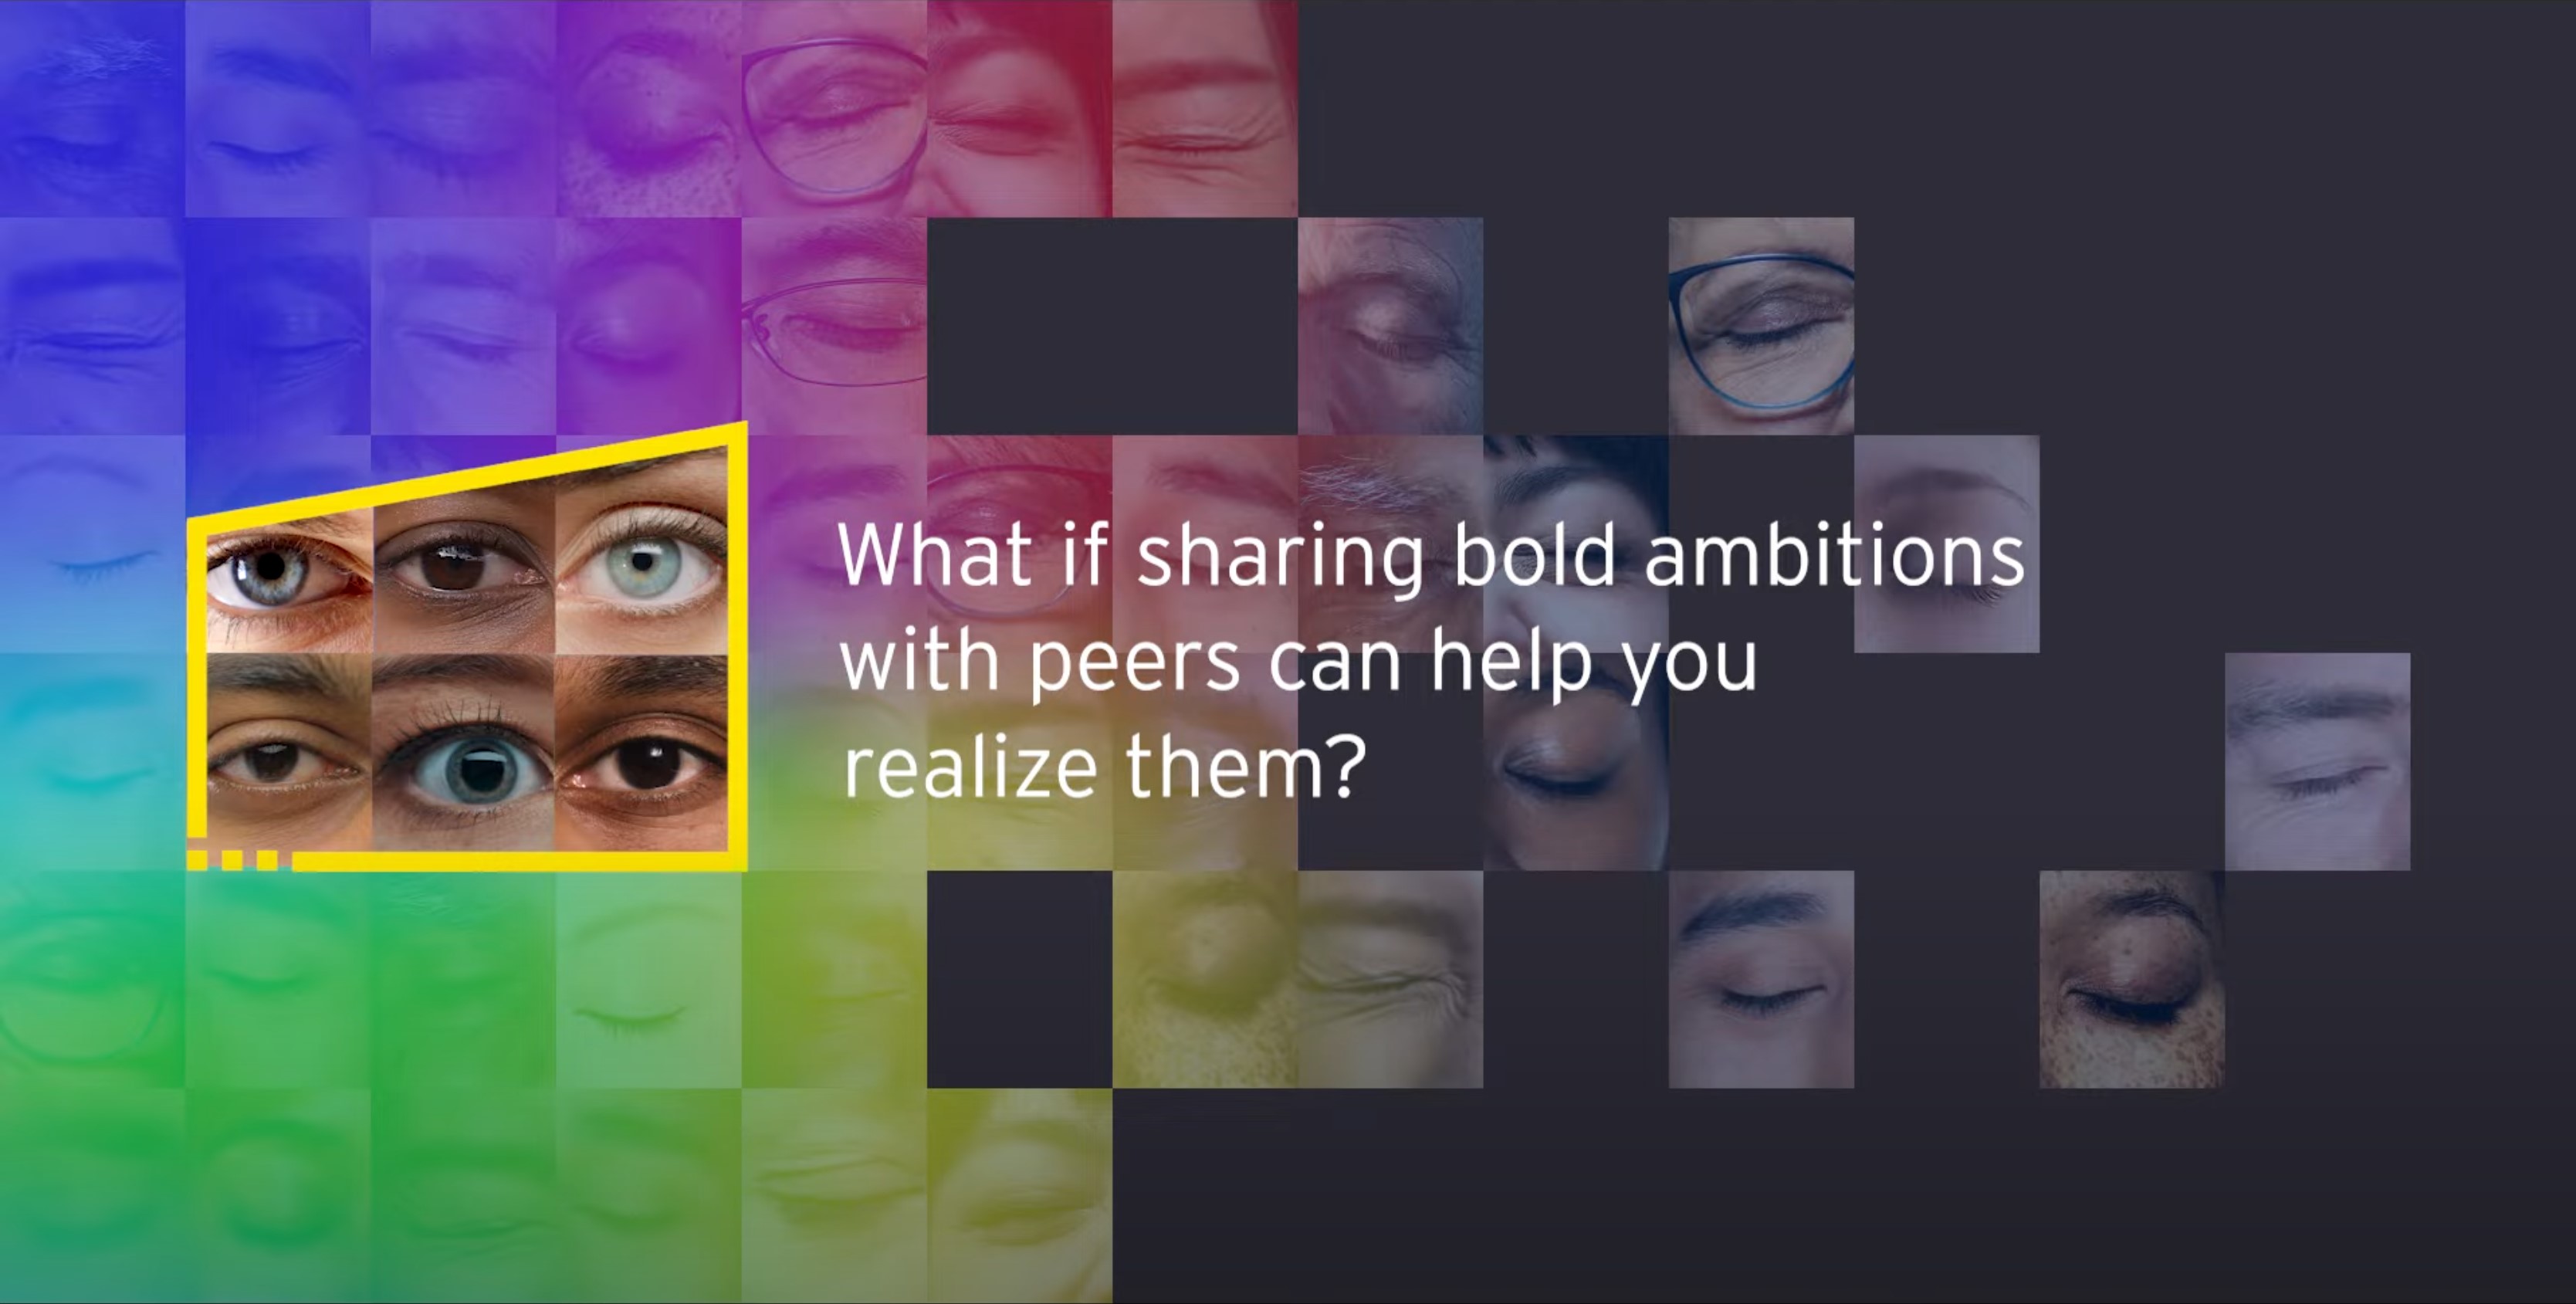 What if sharing bold ambitions
with peers can help you
realize them?